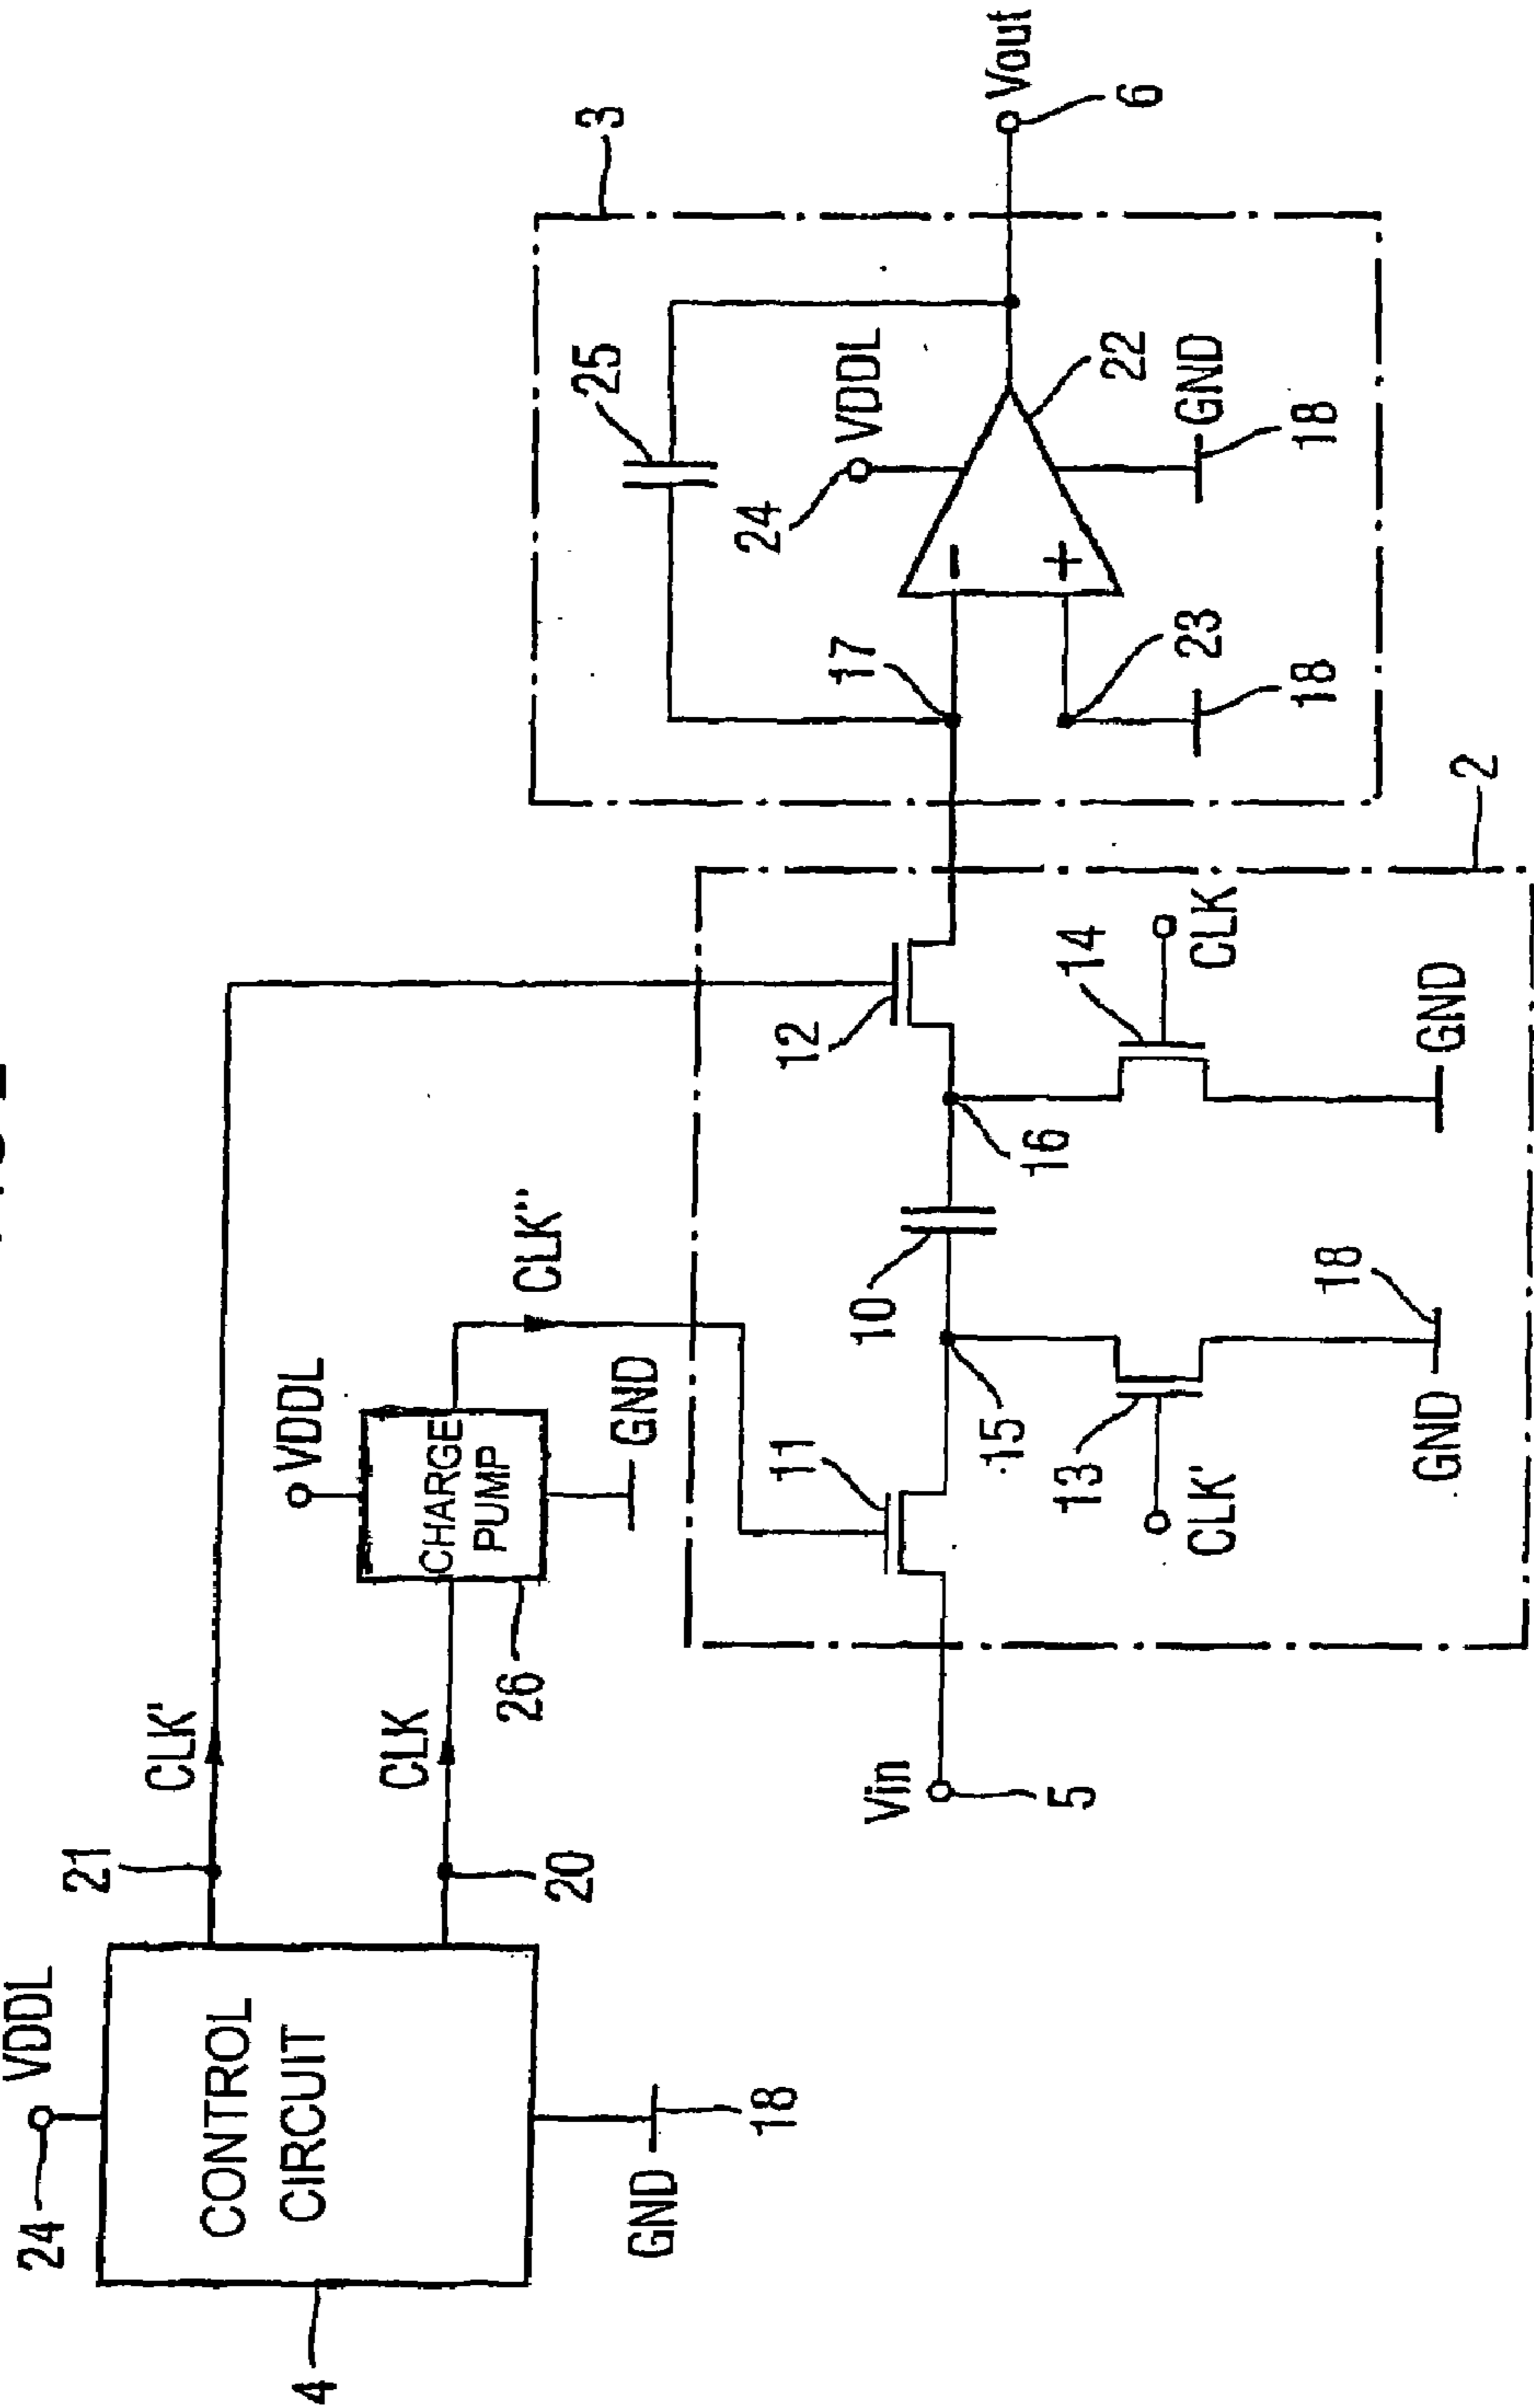 24
VDDL
4
CONTROL
CIRCUIT
GND
18
21
CLK'
20
CLK
26
VDDL
CHARGE
PUMP
GND
CLK''
Vin
5
11
15
13
CLK'
GND
18
10
16
12
14
CLK
GND
2
17
23
18
24
VDDL
25
22
GND
18
3
Vout
6